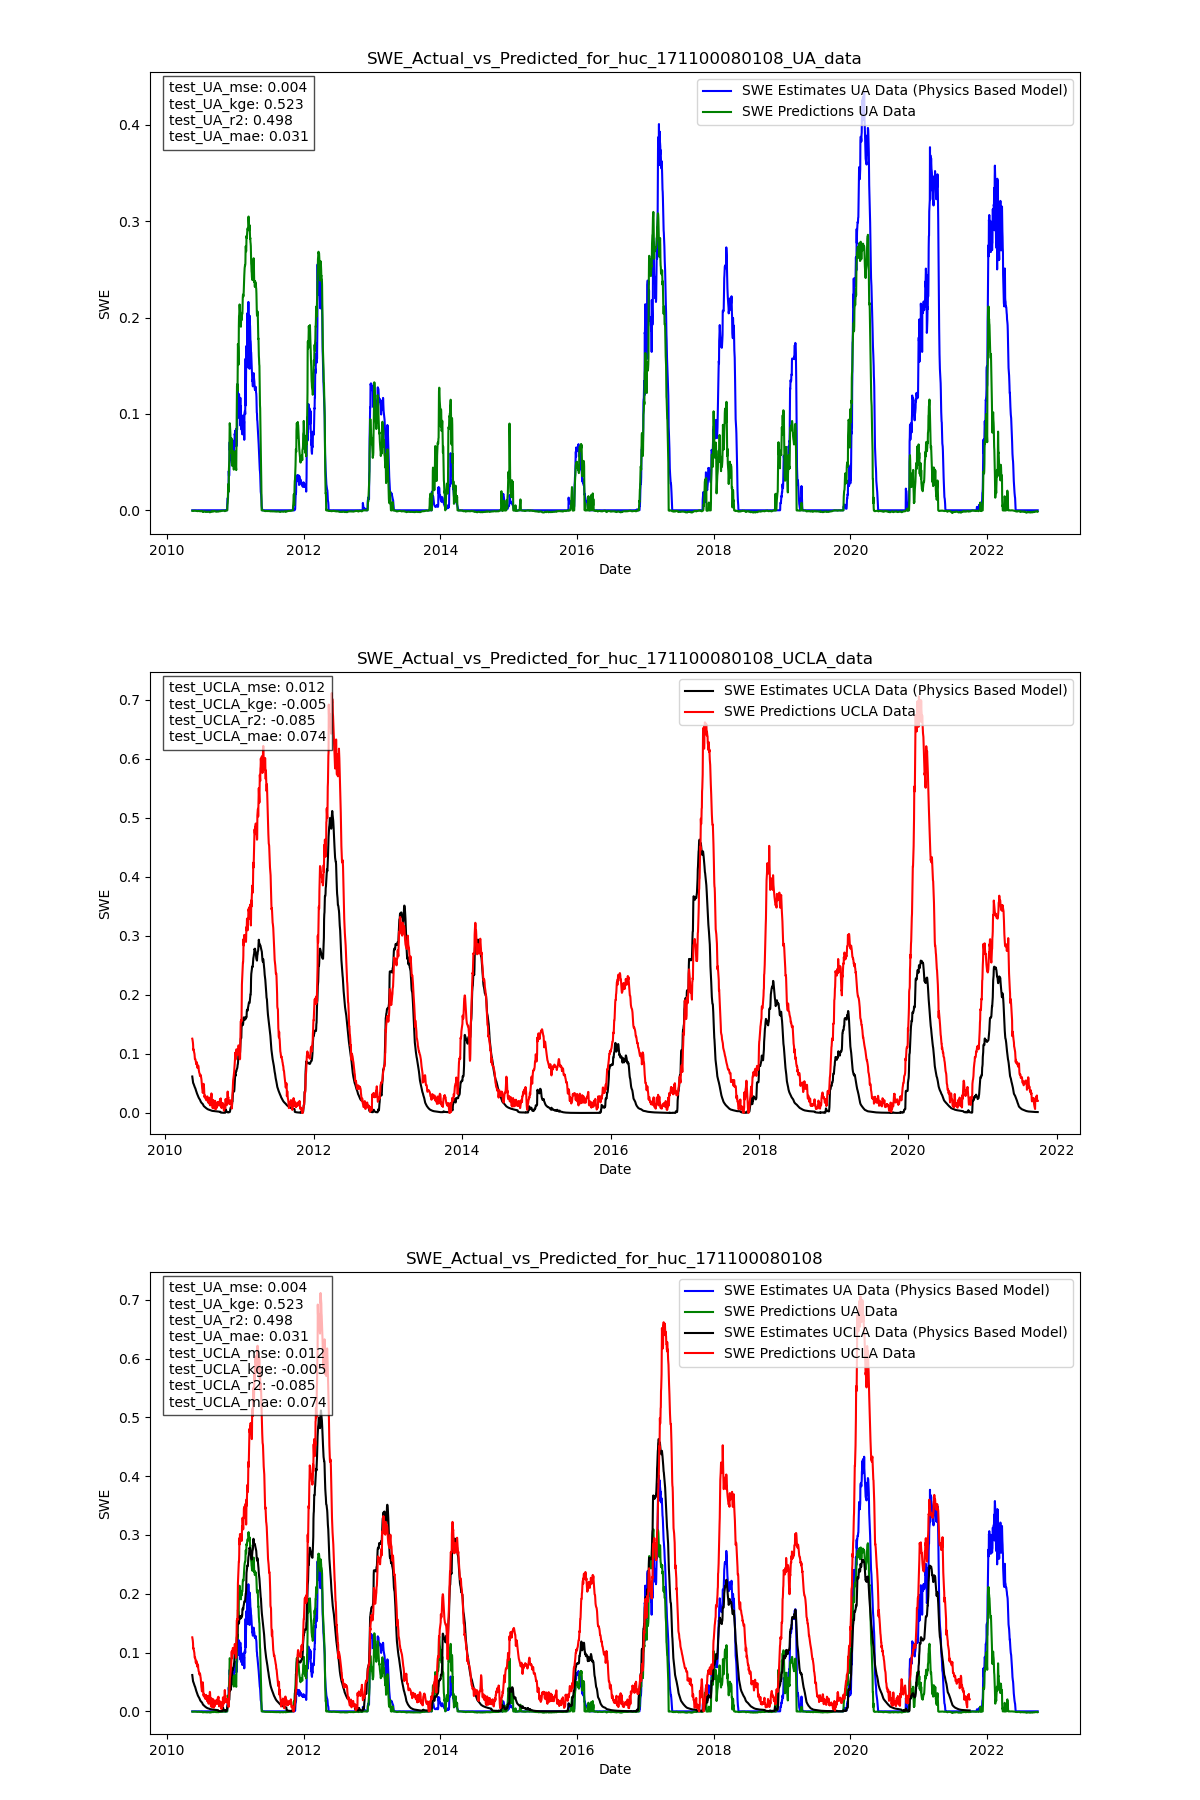 SWE_Actual_vs_Predicted_for_huc_171100080108_UA_data
test_UA_mse: 0.004
test_UA_kge: 0.523
test_UA_r2: 0.498
test_UA_mae: 0.031
SWE Estimates UA Data (Physics Based Model)
SWE Predictions UA Data
0.4
0.3
0.2
0.1
0.0
SWE
2010 2012 2014 2016 2018 2020 2022
Date
SWE_Actual_vs_Predicted_for_huc_171100080108_UCLA_data
test_UCLA_mse: 0.012
test_UCLA_kge: -0.005
test_UCLA_r2: -0.085
test_UCLA_mae: 0.074
SWE Estimates UCLA Data (Physics Based Model)
SWE Predictions UCLA Data
0.7
0.6
0.5
0.4
0.3
0.2
0.1
0.0
SWE
2010 2012 2014 2016 2018 2020 2022
Date
SWE_Actual_vs_Predicted_for_huc_171100080108
test_UA_mse: 0.004
test_UA_kge: 0.523
test_UA_r2: 0.498
test_UA_mae: 0.031
test_UCLA_mse: 0.012
test_UCLA_kge: -0.005
test_UCLA_r2: -0.085
test_UCLA_mae: 0.074
SWE Estimates UA Data (Physics Based Model)
SWE Predictions UA Data
SWE Estimates UCLA Data (Physics Based Model)
SWE Predictions UCLA Data
0.7
0.6
0.5
0.4
0.3
0.2
0.1
0.0
SWE
2010 2012 2014 2016 2018 2020 2022
Date